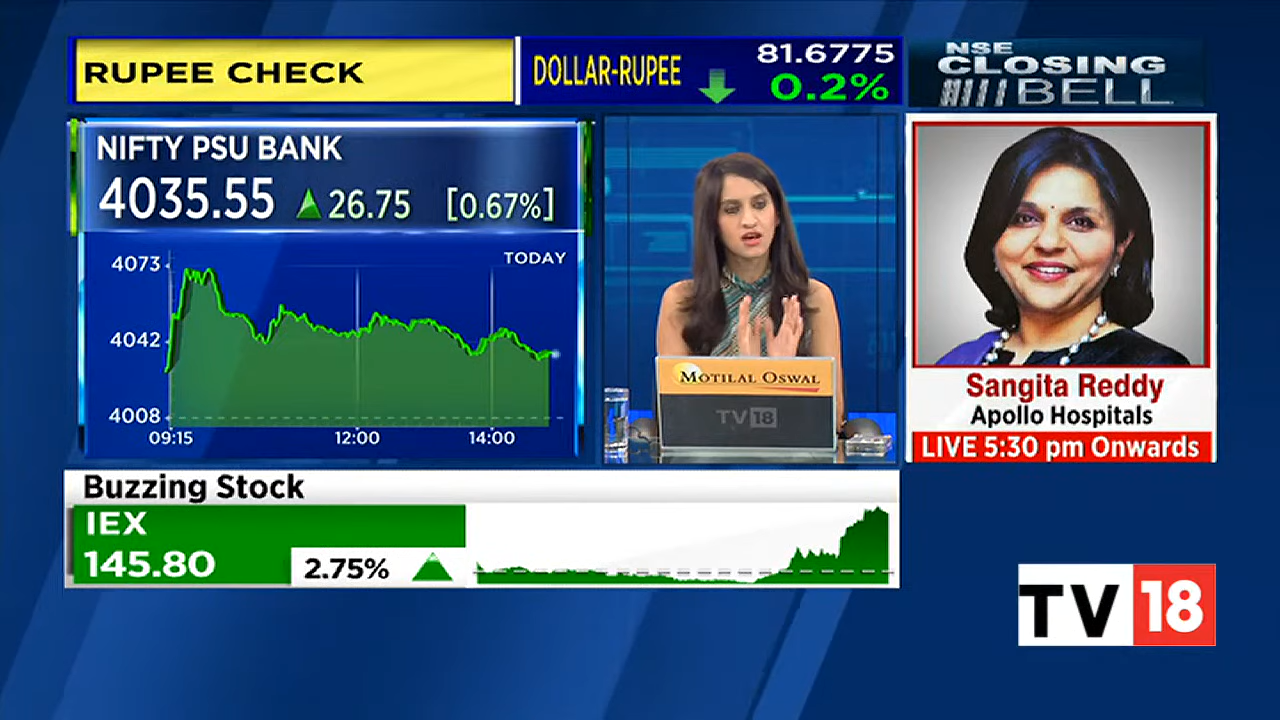 RUPEE CHECK
DOLLAR-RUPEE
81.6775
0.2%
NSE
CLOSING
BELL
NIFTY PSU BANK
4035.55 26.75 [0.67%]
TODAY
4073
4042
4008
09:15 12:00 14:00
MOTILAL OSWAL
TV18
Sangita Reddy
Apollo Hospitals
LIVE 5:30 pm Onwards
Buzzing Stock
IEX
145.80
2.75%
TV18